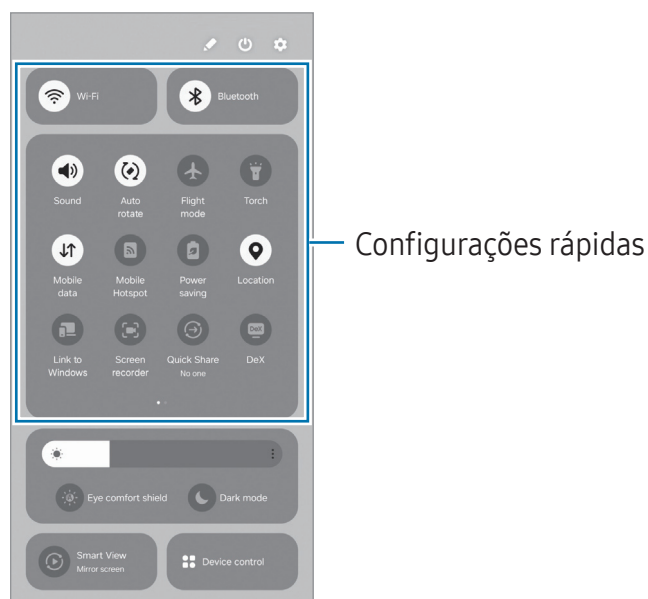 Wi-Fi
Bluetooth
Sound
Auto
rotate
Flight
mode
Torch
Mobile
data
Mobile
Hotspot
Power
saving
Location
Link to
Windows
Screen
recorder
Quick Share
No one
DeX
DeX
Configurações rápidas
Eye comfort shield
Dark mode
Smart View
Mirror screen
Device control